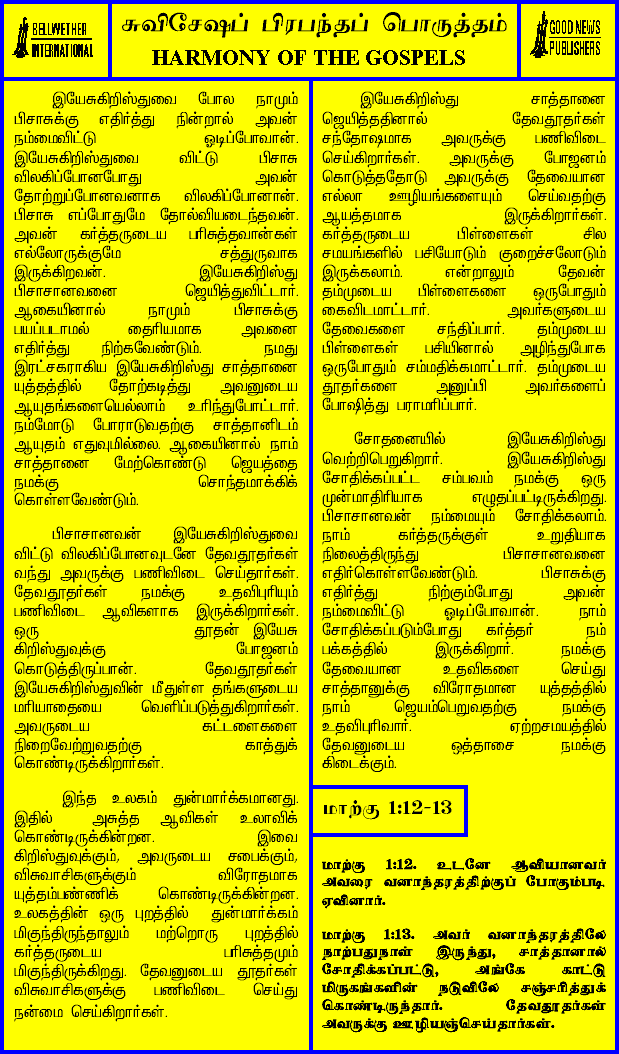 BELLWETHER
INTERNATIONAL
சுவிசேஷப் பிரபந்தப் பொருத்தம்
HARMONY OF THE GOSPELS
GOOD NEWS
PUBLISHERS
இயேசுகிறிஸ்துவை போல நாமும்
பிசாசுக்கு எதிர்த்து நின்றால் அவன்
நம்மைவிட்டு ஓடிப்போவான்.
இயேசுகிறிஸ்துவை விட்டு பிசாசு
விலகிப்போனபோது அவன்
தோற்றுப்போனவனாக விலகிப்போனான்.
பிசாசு எப்போதுமே தோல்வியடைந்தவன்.
அவன் கர்த்தருடைய பரிசுத்தவான்கள்
எல்லோருக்குமே சத்துருவாக
இருக்கிறவன். இயேசுகிறிஸ்து
பிசாசானவனை ஜெயித்துவிட்டார்.
ஆகையினால் நாமும் பிசாசுக்கு
பயப்படாமல் தைரியமாக அவனை
எதிர்த்து நிற்கவேண்டும். நமது
இரட்சகராகிய இயேசுகிறிஸ்து சாத்தானை
யுத்தத்தில் தோற்கடித்து அவனுடைய
ஆயுதங்களையெல்லாம் உரிந்துபோட்டார்.
நம்மோடு போராடுவதற்கு சாத்தானிடம்
ஆயுதம் எதுவுமில்லை. ஆகையினால் நாம்
சாத்தானை மேற்கொண்டு ஜெயத்தை
நமக்கு சொந்தமாக்கிக்
கொள்ளவேண்டும்.
பிசாசானவன் இயேசுகிறிஸ்துவை
விட்டு விலகிப்போனவுடனே தேவதூதர்கள்
வந்து அவருக்கு பணிவிடை செய்தார்கள்.
தேவதூதர்கள் நமக்கு உதவிபுரியும்
பணிவிடை ஆவிகளாக இருக்கிறார்கள்.
ஒரு தூதன் இயேசு
கிறிஸ்துவுக்கு போஜனம்
கொடுத்திருப்பான். தேவதூதர்கள்
இயேசுகிறிஸ்துவின் மீதுள்ள தங்களுடைய
மரியாதையை வெளிப்படுத்துகிறார்கள்.
அவருடைய கட்டளைகளை
நிறைவேற்றுவதற்கு காத்துக்
கொண்டிருக்கிறார்கள்.
இந்த உலகம் துன்மார்க்கமானது.
இதில் அசுத்த ஆவிகள் உலாவிக்
கொண்டிருக்கின்றன. இவை
கிறிஸ்துவுக்கும், அவருடைய சபைக்கும்,
விசுவாசிகளுக்கும் விரோதமாக
யுத்தம்பண்ணிக் கொண்டிருக்கின்றன.
உலகத்தின் ஒரு புறத்தில் துன்மார்க்கம்
மிகுந்திருந்தாலும் மற்றொரு புறத்தில்
கர்த்தருடைய பரிசுத்தமும்
மிகுந்திருக்கிறது. தேவனுடைய தூதர்கள்
விசுவாசிகளுக்கு பணிவிடை செய்து
நன்மை செய்கிறார்கள்.
இயேசுகிறிஸ்து சாத்தானை
ஜெயித்ததினால் தேவதூதர்கள்
சந்தோஷமாக அவருக்கு பணிவிடை
செய்கிறார்கள். அவருக்கு போஜனம்
கொடுத்ததோடு அவருக்கு தேவையான
எல்லா ஊழியங்களையும் செய்வதற்கு
ஆயத்தமாக இருக்கிறார்கள்.
கர்த்தருடைய பிள்ளைகள் சில
சமயங்களில் பசியோடும் குறைச்சலோடும்
இருக்கலாம். என்றாலும் தேவன்
தம்முடைய பிள்ளைகளை ஒருபோதும்
கைவிடமாட்டார். அவர்களுடைய
தேவைகளை சந்திப்பார். தம்முடைய
பிள்ளைகள் பசியினால் அழிந்துபோக
ஒருபோதும் சம்மதிக்கமாட்டார். தம்முடைய
தூதர்களை அனுப்பி அவர்களைப்
போஷித்து பராமரிப்பார்.
சோதனையில் இயேசுகிறிஸ்து
வெற்றிபெறுகிறார். இயேசுகிறிஸ்து
சோதிக்கப்பட்ட சம்பவம் நமக்கு ஒரு
முன்மாதிரியாக எழுதப்பட்டிருக்கிறது.
பிசாசானவன் நம்மையும் சோதிக்கலாம்.
நாம் கர்த்தருக்குள் உறுதியாக
நிலைத்திருந்து பிசாசானவனை
எதிர்கொள்ளவேண்டும். பிசாசுக்கு
எதிர்த்து நிற்கும்போது அவன்
நம்மைவிட்டு ஓடிப்போவான். நாம்
சோதிக்கப்படும்போது கர்த்தர் நம்
பக்கத்தில் இருக்கிறார். நமக்கு
தேவையான உதவிகளை செய்து
சாத்தானுக்கு விரோதமான யுத்தத்தில்
நாம் ஜெயம்பெறுவதற்கு நமக்கு
உதவிபுரிவார். ஏற்றசமயத்தில்
தேவனுடைய ஒத்தாசை நமக்கு
கிடைக்கும்.
மாற்கு 1:12-13
மாற்கு 1:12. உடனே ஆவியானவர்
அவரை வனாந்தரத்திற்குப் போகும்படி
ஏவினார்.
மாற்கு 1:13. அவர் வனாந்தரத்திலே
நாற்பதுநாள் இருந்து, சாத்தானால்
சோதிக்கப்பட்டு, அங்கே காட்டு
மிருகங்களின் நடுவிலே சஞ்சரித்துக்
கொண்டிருந்தார். தேவதூதர்கள்
அவருக்கு ஊழியஞ்செய்தார்கள்.